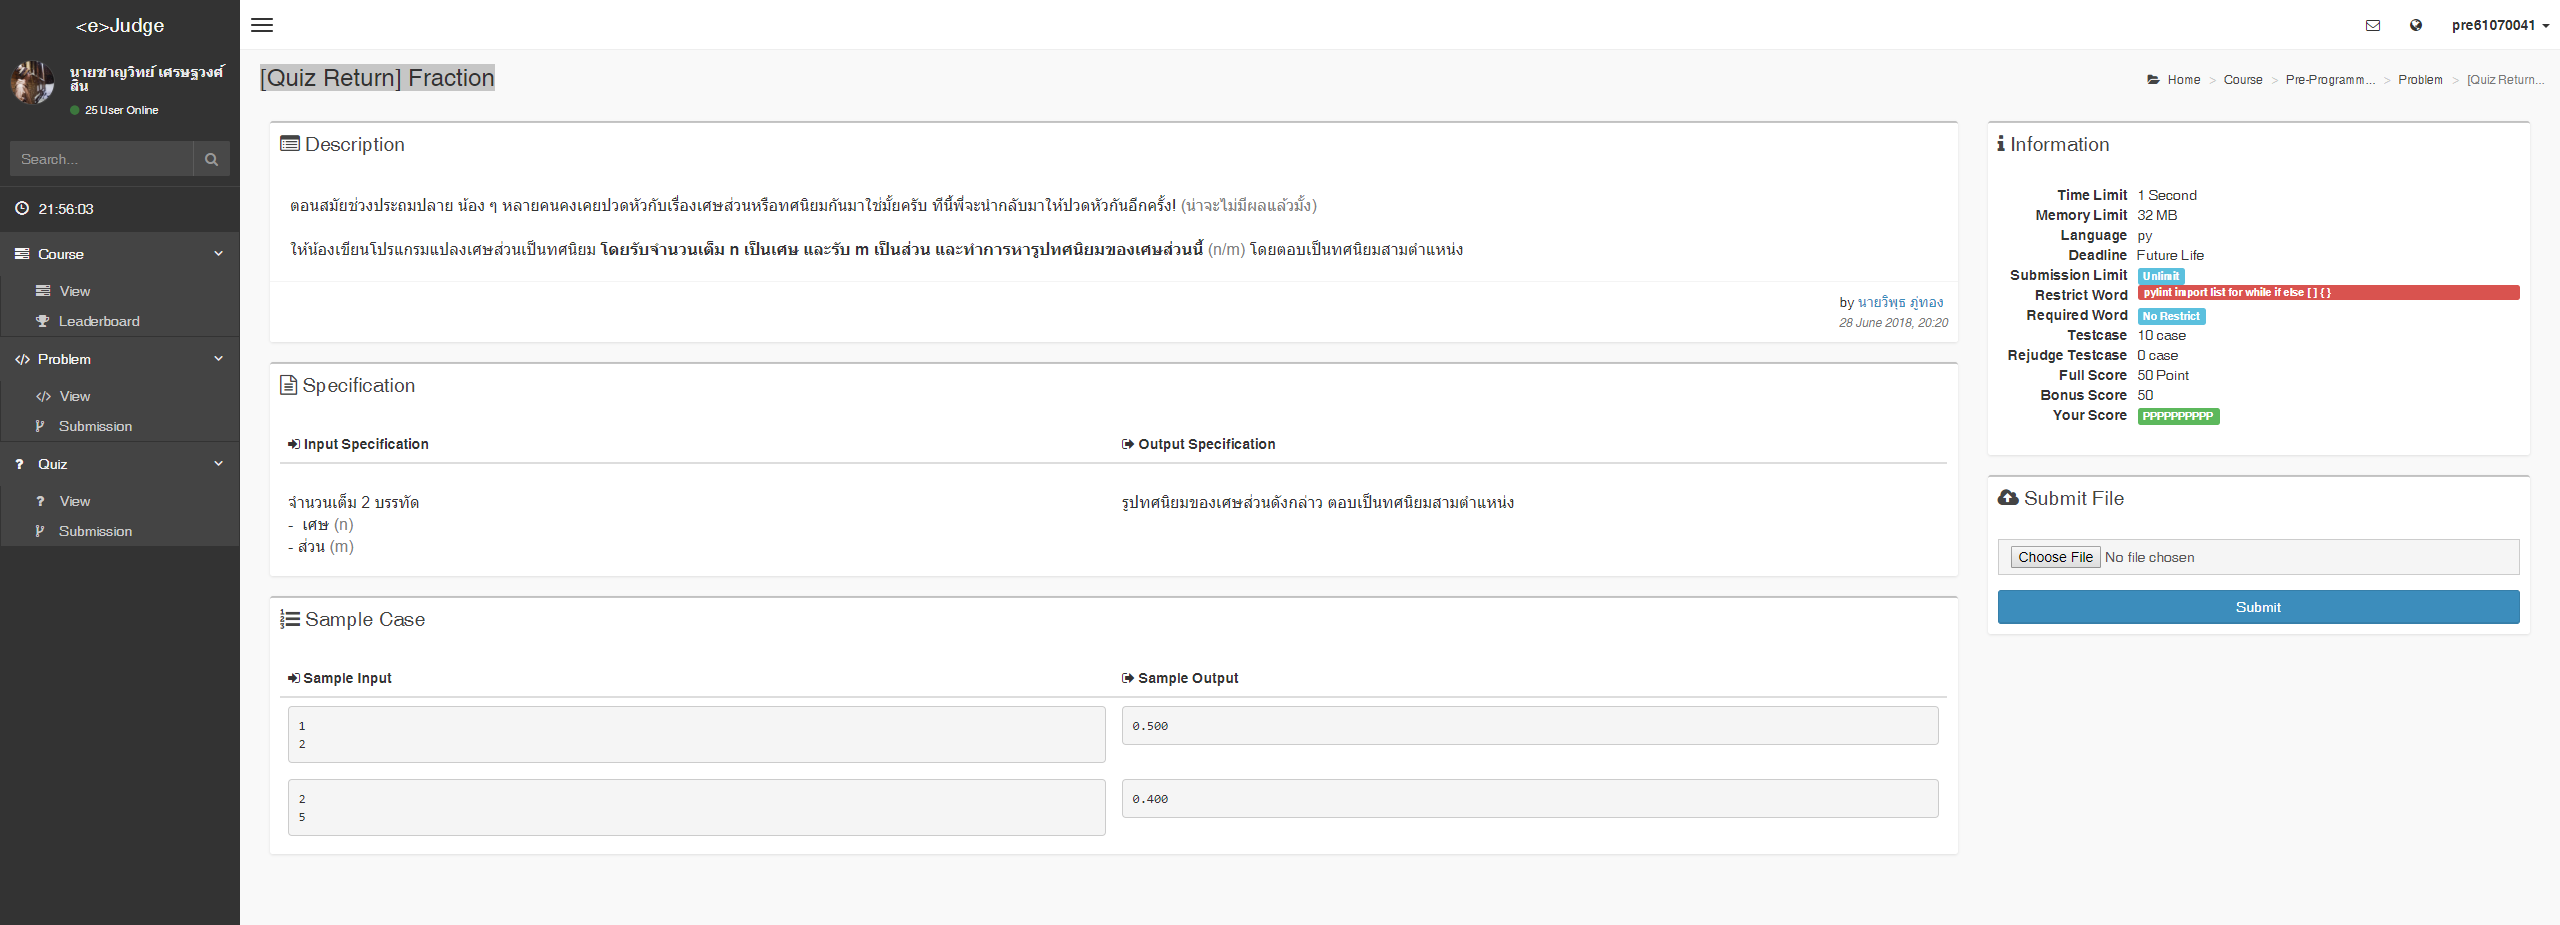 <e>Judge
นายชาญวิทย์ เศรษฐวงศ์
สิน
25 User Online
Search...
21:56:03
Course
View
Leaderboard
Problem
View
Submission
Quiz
View
Submission
pre61070041
[Quiz Return] Fraction
Home > Course > Pre-Programm... > Problem > [Quiz Return...
Description
ตอนสมัยช่วงประถมปลาย น้อง ๆ หลายคนคงเคยปวดหัวกับเรื่องเศษส่วนหรือทศนิยมกันมาใช่มั้ยครับ ทีนี้พี่จะนำกลับมาให้ปวดหัวกันอีกครั้ง! (น่าจะไม่มีผลแล้วมั้ง)
ให้น้องเขียนโปรแกรมแปลงเศษส่วนเป็นทศนิยม โดยรับจำนวนเต็ม n เป็นเศษ และรับ m เป็นส่วน และทำการหารูปทศนิยมของเศษส่วนนี้ (n/m) โดยตอบเป็นทศนิยมสามตำแหน่ง
by นายวิพุธ ภู่ทอง
28 June 2018, 20:20
Specification
Input Specification
Output Specification
จำนวนเต็ม 2 บรรทัด
- เศษ (n)
- ส่วน (m)
รูปทศนิยมของเศษส่วนดังกล่าว ตอบเป็นทศนิยมสามตำแหน่ง
Sample Case
Sample Input
Sample Output
1
2
0.500
2
5
0.400
Information
Time Limit 1 Second
Memory Limit 32 MB
Language py
Deadline Future Life
Submission Limit Unlimit
Restrict Word pylint import list for while if else [ ] { }
Required Word No Restrict
Testcase 10 case
Rejudge Testcase 0 case
Full Score 50 Point
Bonus Score 50
Your Score PPPPPPPPPP
Submit File
Choose File No file chosen
Submit